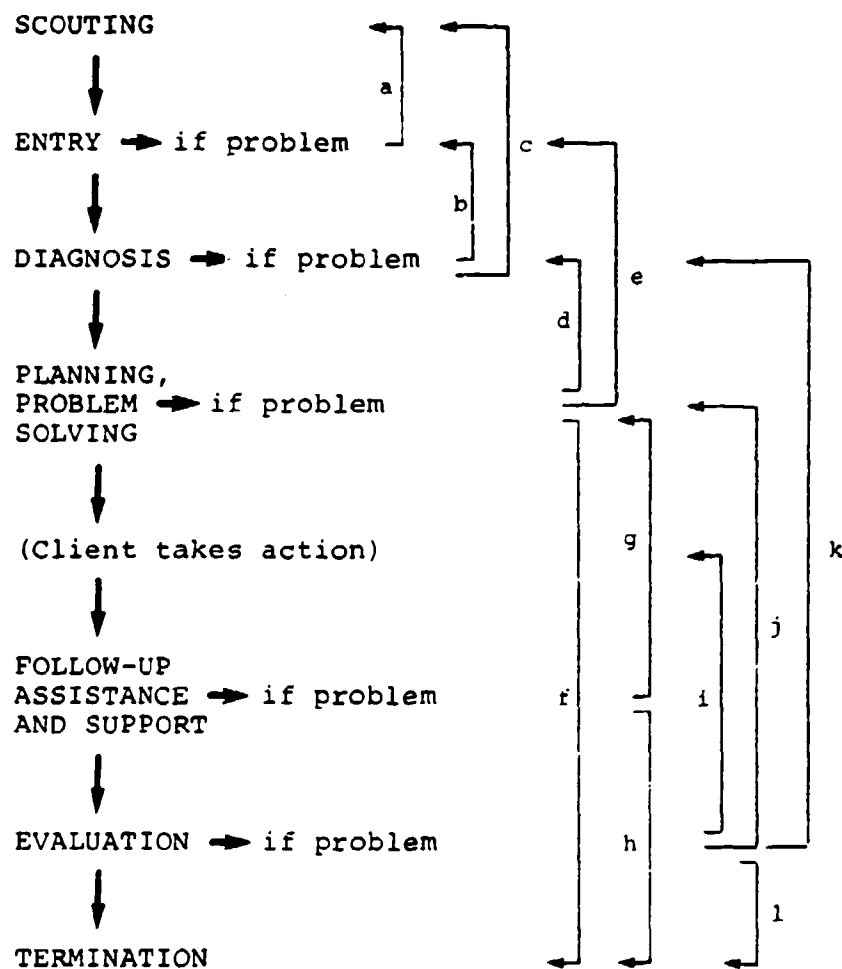 SCOUTING
a
ENTRY if problem
c
b
DIAGNOSIS if problem
e
d
PLANNING,
PROBLEM if problem
SOLVING
(Client takes action)
g
k
j
FOLLOW-UP
ASSISTANCE if problem
AND SUPPORT
f
i
EVALUATION if problem
h
l
TERMINATION